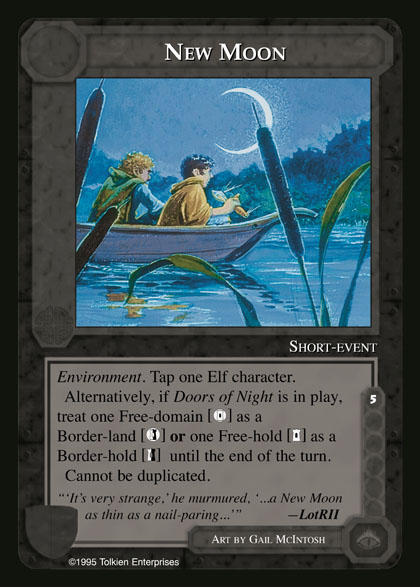 New Moon
Short-event
Environment. Tap one Elf character.
Alternatively, if Doors of Night is in play,
treat one Free-domain [ ] as a
Border-land [ ] or one Free-hold [ ] as a
Border-hold [ ] until the end of the turn.
Cannot be duplicated.
5
“‘It’s very strange,’ he murmured, ‘...a New Moon
as thin as a nail-paring...’” —LotRII
Art by Gail McIntosh
©1995 Tolkien Enterprises